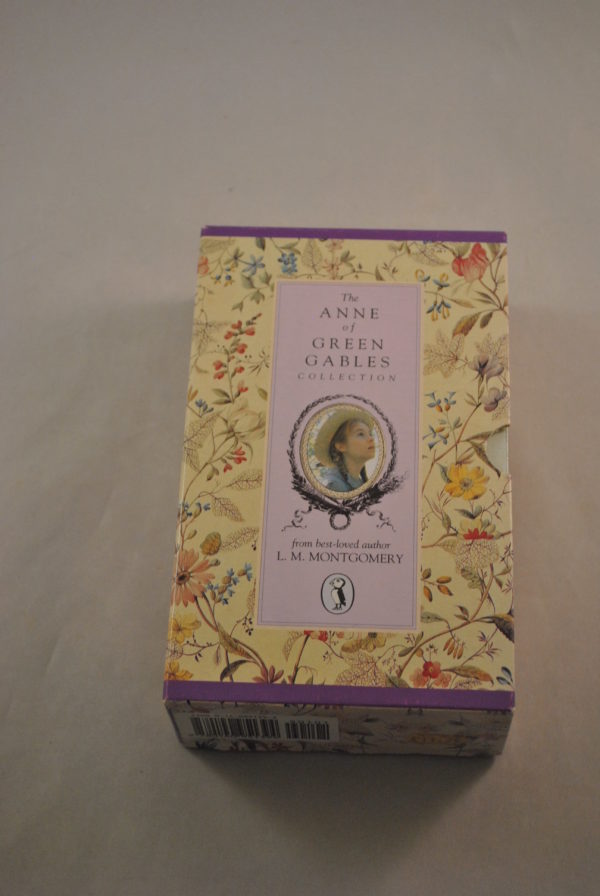 The
ANNE
of
GREEN
GABLES
COLLECTION
from best-loved author
L. M. MONTGOMERY